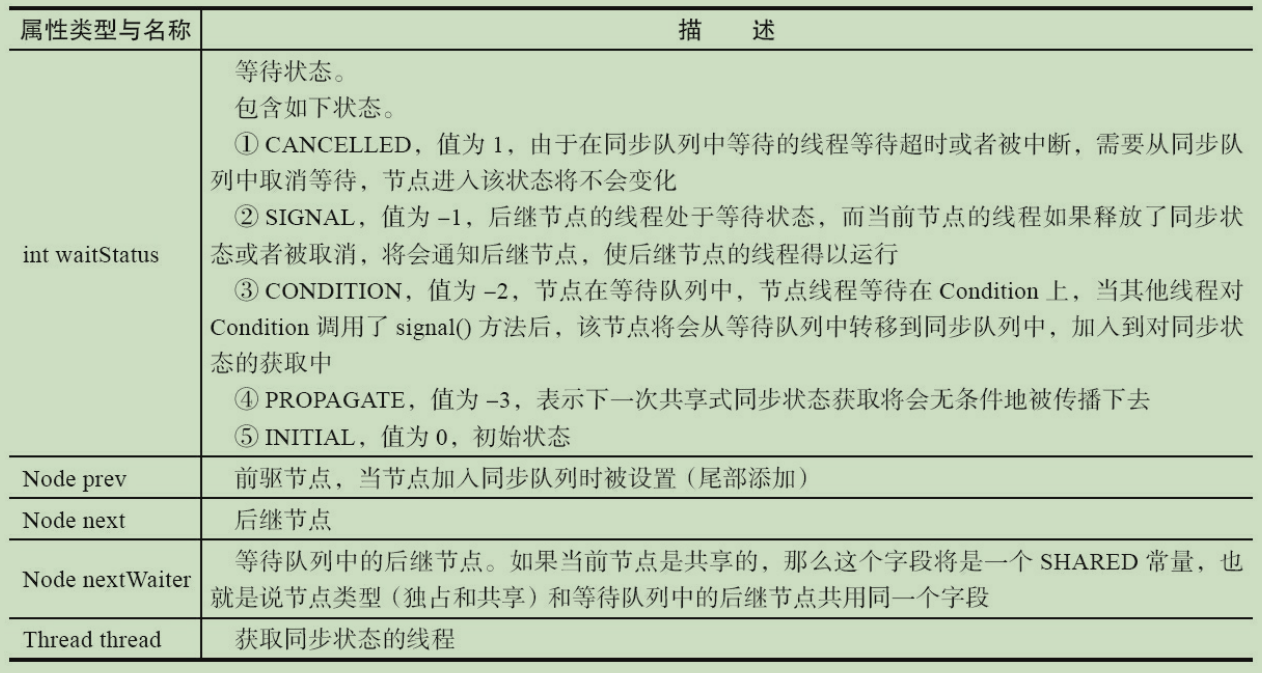 属性类型与名称 描 述
等待状态。
包含如下状态。
① CANCELLED，值为 1，由于在同步队列中等待的线程等待超时或者被中断，需要从同步队
列中取消等待，节点进入该状态将不会变化
② SIGNAL，值为 –1，后继节点的线程处于等待状态，而当前节点的线程如果释放了同步状
int waitStatus 态或者被取消，将会通知后继节点，使后继节点的线程得以运行
③ CONDITION，值为 –2，节点在等待队列中，节点线程等待在 Condition 上，当其他线程对
Condition 调用了 signal() 方法后，该节点将会从等待队列中转移到同步队列中，加入到对同步状
态的获取中
④ PROPAGATE，值为 –3，表示下一次共享式同步状态获取将会无条件地被传播下去
⑤ INITIAL，值为 0，初始状态
Node prev 前驱节点，当节点加入同步队列时被设置（尾部添加）
Node next 后继节点
等待队列中的后继节点。如果当前节点是共享的，那么这个字段将是一个 SHARED 常量，也
Node nextWaiter 就是说节点类型（独占和共享）和等待队列中的后继节点共用同一个字段
Thread thread 获取同步状态的线程